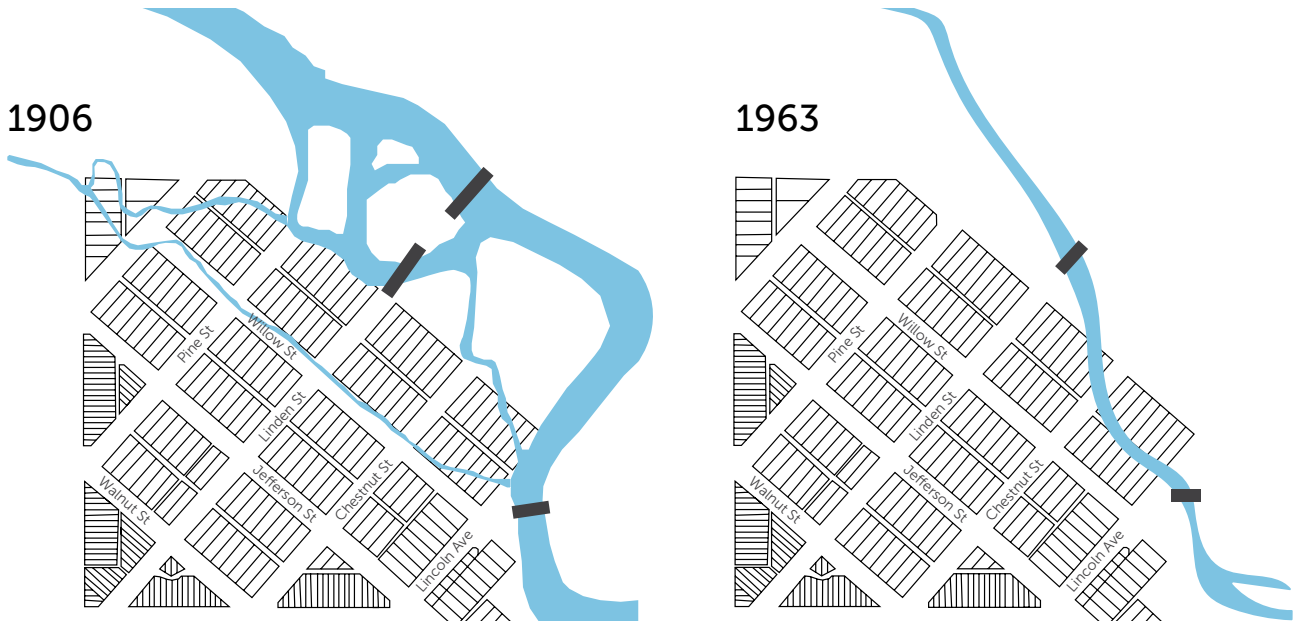 1906
Willow St
Pine St
Linden St
Jefferson St
Chestnut St
Walnut St
Lincoln Ave
1963
Willow St
Pine St
Linden St
Jefferson St
Chestnut St
Walnut St
Lincoln Ave